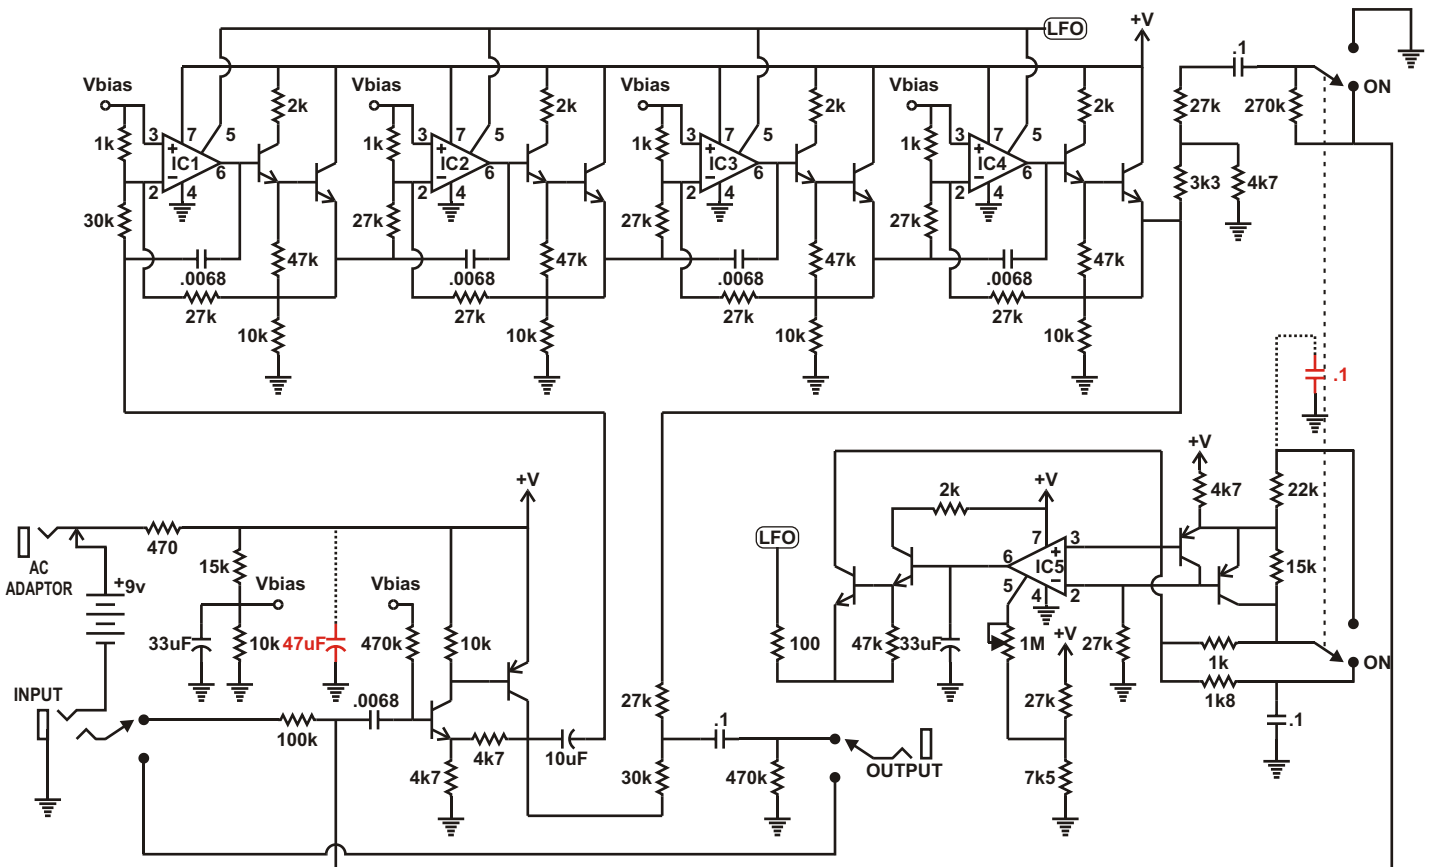 LFO
+V
.1
ON
Vbias
Vbias
Vbias
Vbias
2k
2k
2k
2k
27k
270k
1k
3
7
5
IC1
+
−
2
4
6
1k
3
7
5
IC2
+
−
2
4
6
1k
3
7
5
IC3
+
−
2
4
6
1k
3
7
5
IC4
+
−
2
4
6
3k3
4k7
30k
27k
27k
27k
47k
47k
47k
47k
.0068
.0068
.0068
.0068
27k
27k
27k
27k
10k
10k
10k
10k
.1
+V
+V
+V
2k
4k7
22k
470
AC
ADAPTOR
+9v
15k
Vbias
Vbias
LFO
6
7
3
+
IC5
−
5
4
2
15k
33uF
10k
47uF
470k
10k
100
47k
33uF
1M
+V
27k
1k
ON
1k8
INPUT
100k
.0068
4k7
4k7
10uF
27k
30k
.1
470k
OUTPUT
27k
7k5
.1